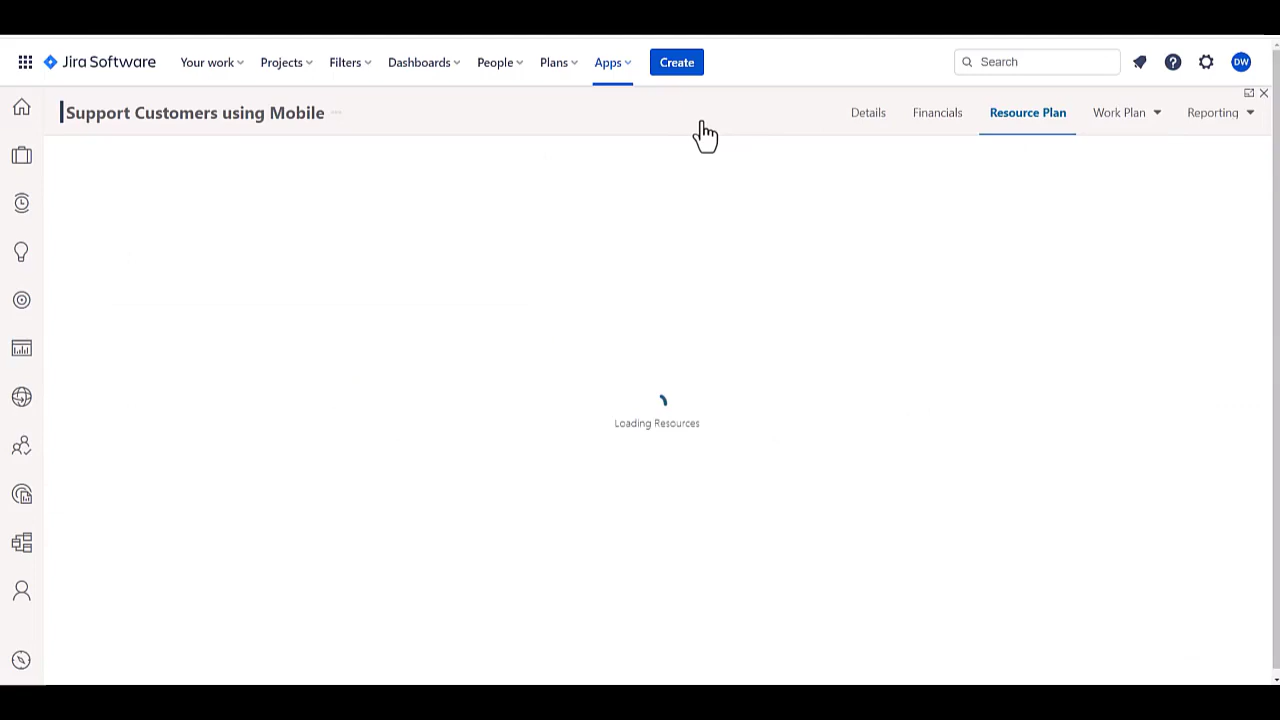 Jira Software Your work Projects Filters Dashboards People Plans Apps Create Search DW
Support Customers using Mobile Details Financials Resource Plan Work Plan Reporting
Loading Resources